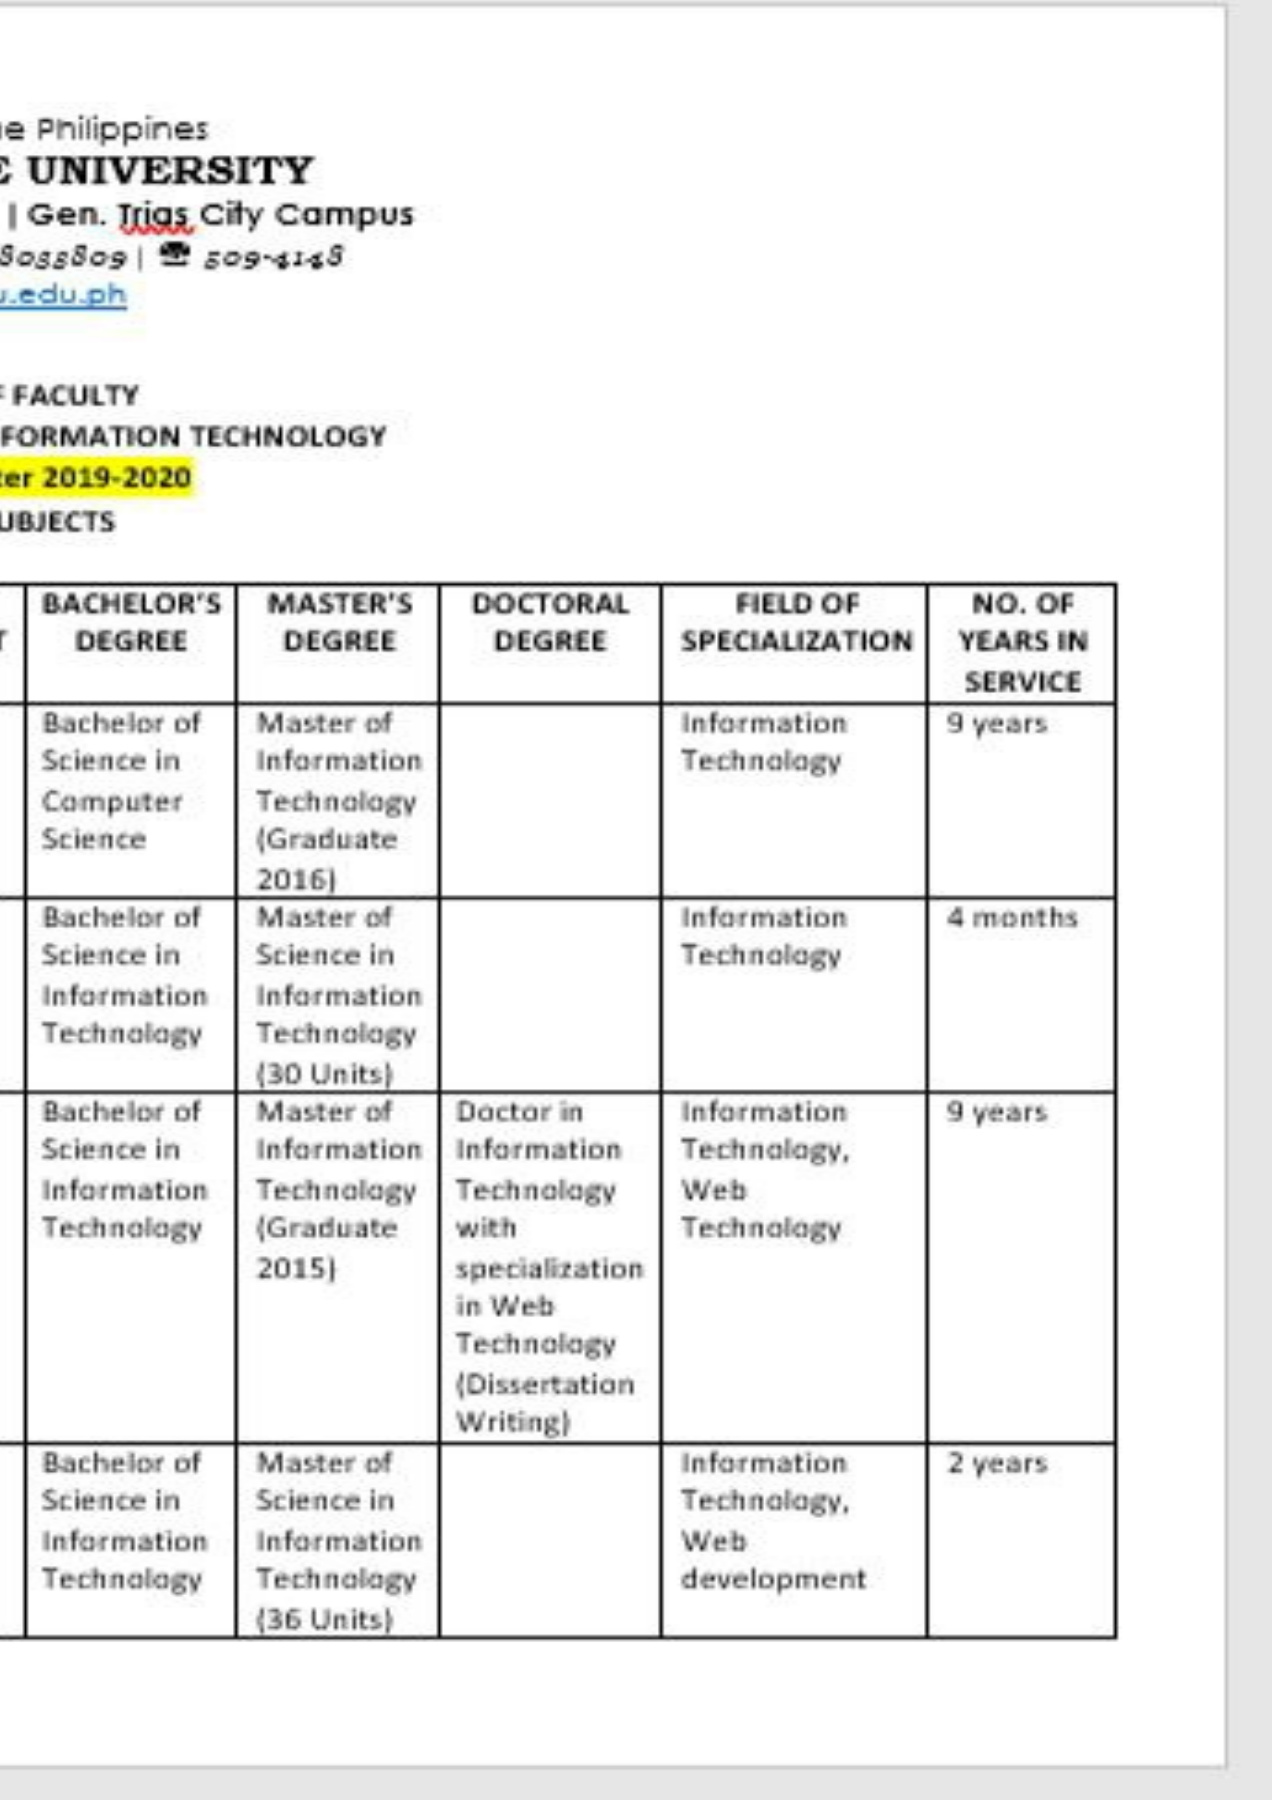 e Philippines
E UNIVERSITY
| Gen. Trias City Campus
8055809 | ☎ 509-4148
u.edu.ph
F FACULTY
FORMATION TECHNOLOGY
ter 2019-2020
UBJECTS
T
BACHELOR'S
DEGREE
MASTER'S
DEGREE
DOCTORAL
DEGREE
FIELD OF
SPECIALIZATION
NO. OF
YEARS IN
SERVICE
Bachelor of
Science in
Computer
Science
Master of
Information
Technology
(Graduate
2016)
Information
Technology
9 years
Bachelor of
Science in
Information
Technology
Master of
Science in
Information
Technology
(30 Units)
Information
Technology
4 months
Bachelor of
Science in
Information
Technology
Master of
Information
Technology
(Graduate
2015)
Doctor in
Information
Technology
with
specialization
in Web
Technology
(Dissertation
Writing)
Information
Technology,
Web
Technology
9 years
Bachelor of
Science in
Information
Technology
Master of
Science in
Information
Technology
(36 Units)
Information
Technology,
Web
development
2 years